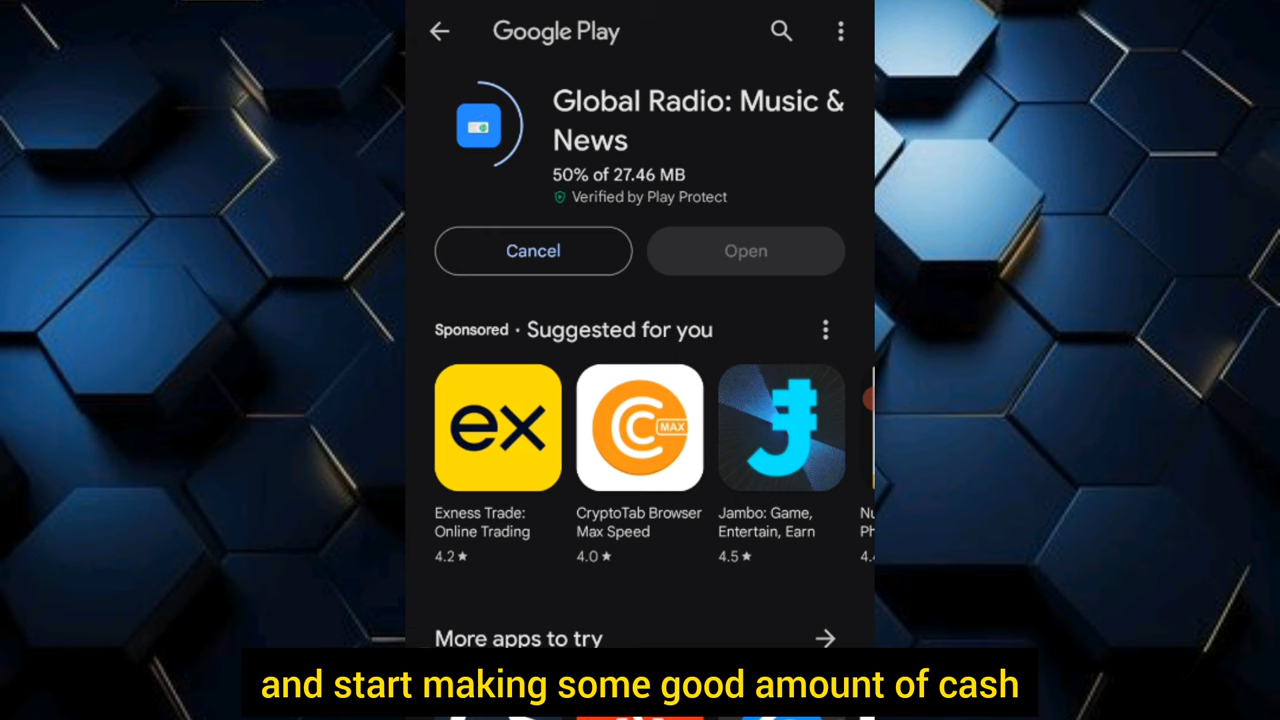 Google Play
Global Radio: Music &
News
50% of 27.46 MB
Verified by Play Protect
Cancel
Open
Sponsored · Suggested for you
ex
C MAX
Exness Trade:
Online Trading
4.2★
CryptoTab Browser
Max Speed
4.0★
Jambo: Game,
Entertain, Earn
4.5★
More apps to try
and start making some good amount of cash